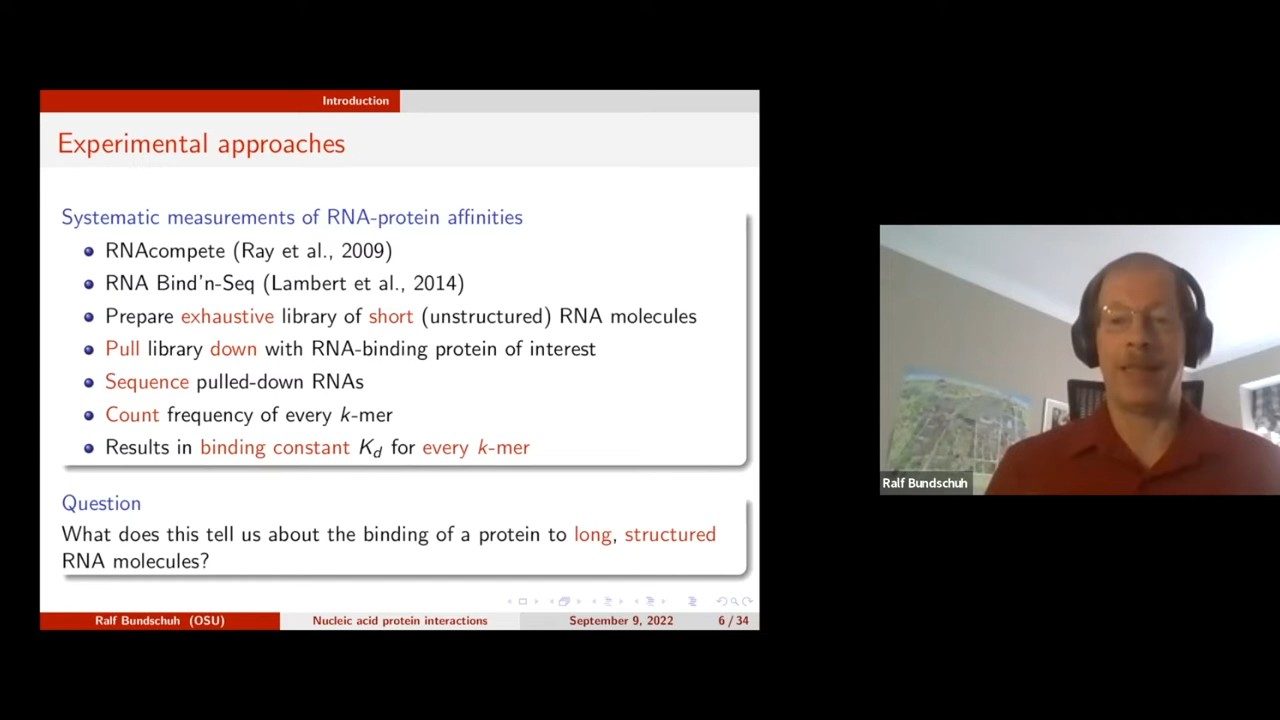 Introduction
Experimental approaches
Systematic measurements of RNA-protein affinities
RNAcompete (Ray et al., 2009)
RNA Bind'n-Seq (Lambert et al., 2014)
Prepare exhaustive library of short (unstructured) RNA molecules
Pull library down with RNA-binding protein of interest
Sequence pulled-down RNAs
Count frequency of every k-mer
Results in binding constant Kd for every k-mer
Question
What does this tell us about the binding of a protein to long, structured
RNA molecules?
Ralf Bundschuh (OSU) Nucleic acid protein interactions September 9, 2022 6 / 34
Ralf Bundschuh